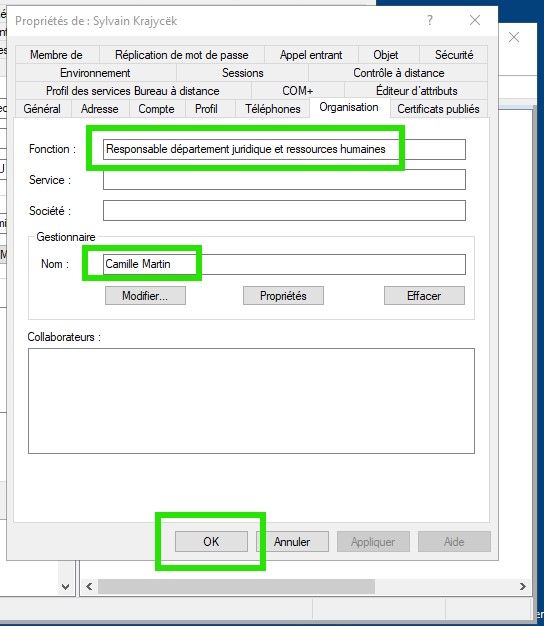 Propriétés de : Sylvain Krajycëk ? ×
Membre de Réplication de mot de passe Appel entrant Objet Sécurité
Environnement Sessions Contrôle à distance
Profil des services Bureau à distance COM+ Éditeur d'attributs
Général Adresse Compte Profil Téléphones Organisation Certificats publiés
Fonction : Responsable département juridique et ressources humaines
Service :
Société :
Gestionnaire
Nom : Camille Martin
Modifier... Propriétés Effacer
Collaborateurs :
OK Annuler Appliquer Aide